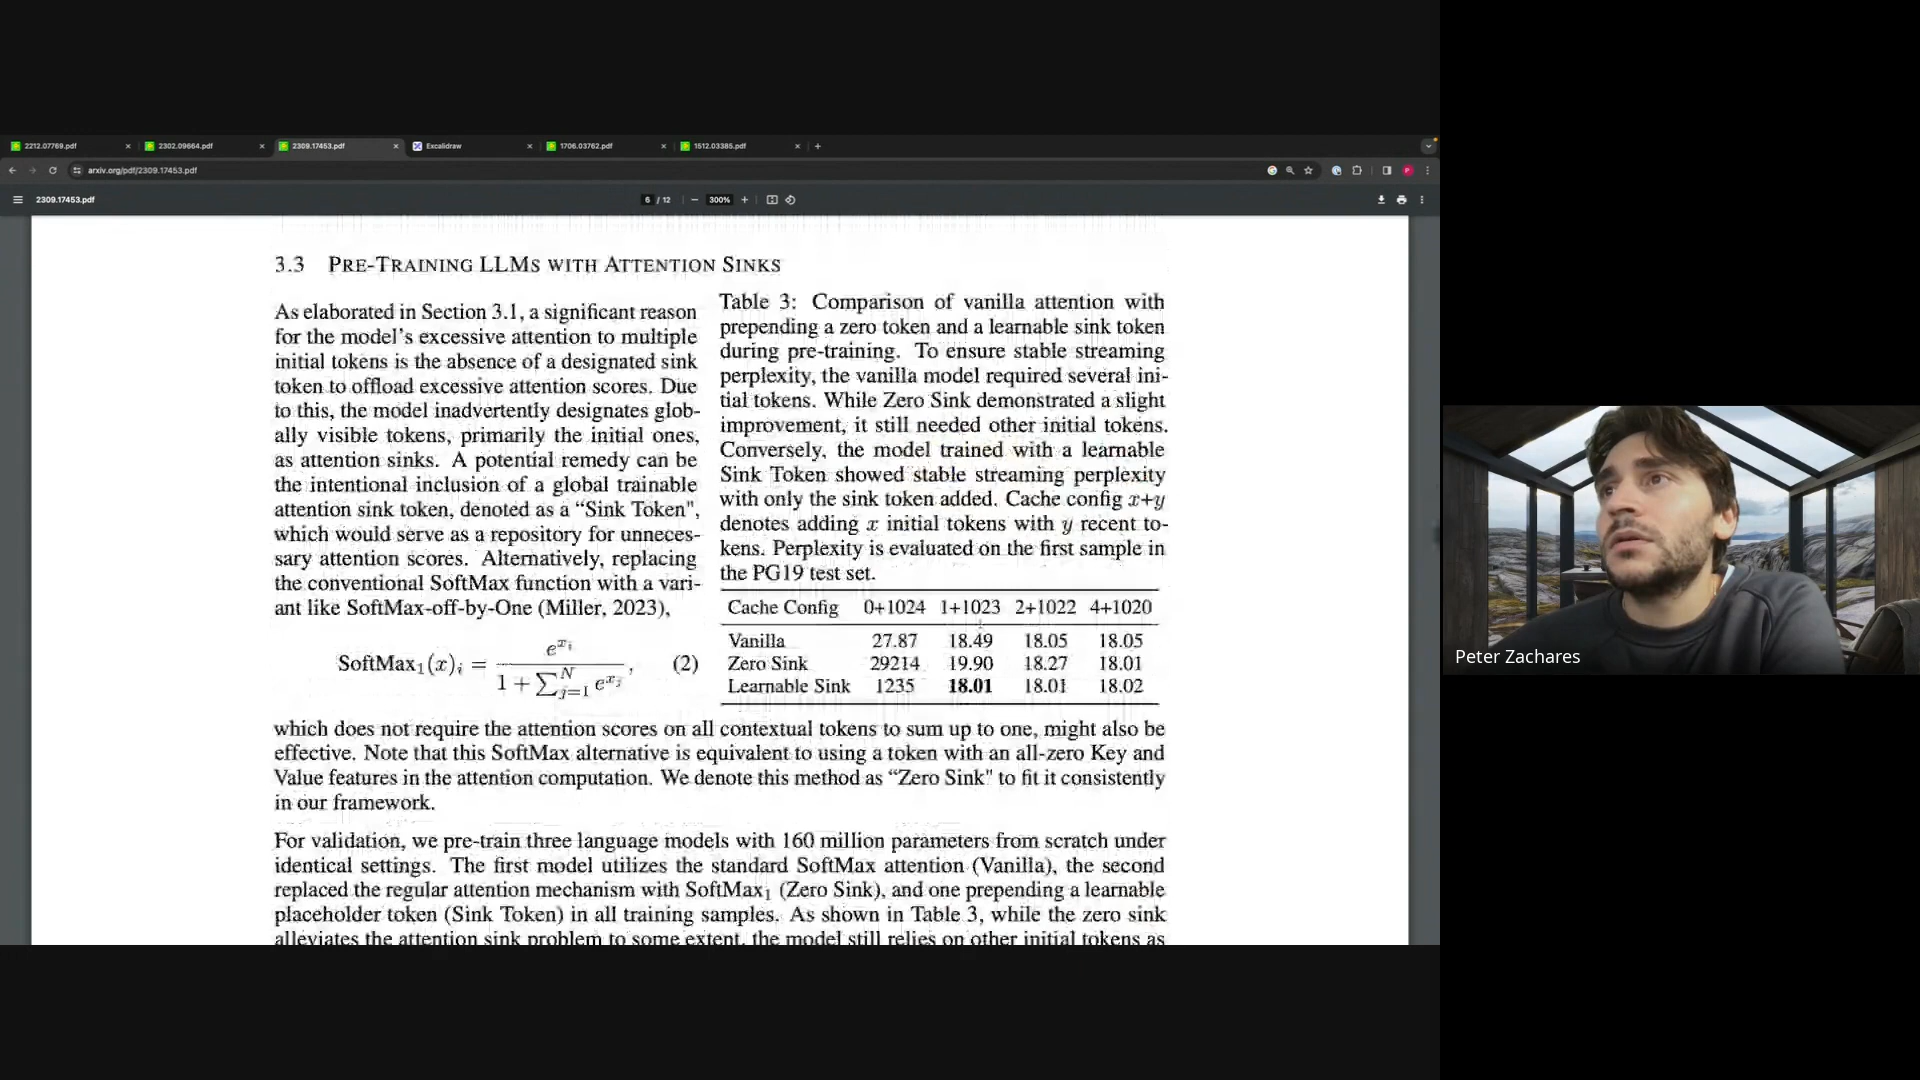 2212.07769.pdf
2302.09664.pdf
2309.17453.pdf
Excalidraw
1706.03762.pdf
1512.03385.pdf
arxiv.org/pdf/2309.17453.pdf
P
2309.17453.pdf
6 / 12
300%
3.3 PRE-TRAINING LLMS WITH ATTENTION SINKS
As elaborated in Section 3.1, a significant reason
for the model's excessive attention to multiple
initial tokens is the absence of a designated sink
token to offload excessive attention scores. Due
to this, the model inadvertently designates glob-
ally visible tokens, primarily the initial ones,
as attention sinks. A potential remedy can be
the intentional inclusion of a global trainable
attention sink token, denoted as a “Sink Token",
which would serve as a repository for unneces-
sary attention scores. Alternatively, replacing
the conventional SoftMax function with a vari-
ant like SoftMax-off-by-One (Miller, 2023),
SoftMax₁(x)ᵢ = e^{xᵢ} / (1 + ∑_{j=1}^{N} e^{xⱼ}), (2)
Table 3: Comparison of vanilla attention with
prepending a zero token and a learnable sink token
during pre-training. To ensure stable streaming
perplexity, the vanilla model required several ini-
tial tokens. While Zero Sink demonstrated a slight
improvement, it still needed other initial tokens.
Conversely, the model trained with a learnable
Sink Token showed stable streaming perplexity
with only the sink token added. Cache config x+y
denotes adding x initial tokens with y recent to-
kens. Perplexity is evaluated on the first sample in
the PG19 test set.
Cache Config 0+1024 1+1023 2+1022 4+1020
Vanilla 27.87 18.49 18.05 18.05
Zero Sink 29214 19.90 18.27 18.01
Learnable Sink 1235 18.01 18.01 18.02
which does not require the attention scores on all contextual tokens to sum up to one, might also be
effective. Note that this SoftMax alternative is equivalent to using a token with an all-zero Key and
Value features in the attention computation. We denote this method as “Zero Sink" to fit it consistently
in our framework.
For validation, we pre-train three language models with 160 million parameters from scratch under
identical settings. The first model utilizes the standard SoftMax attention (Vanilla), the second
replaced the regular attention mechanism with SoftMax₁ (Zero Sink), and one prepending a learnable
placeholder token (Sink Token) in all training samples. As shown in Table 3, while the zero sink
alleviates the attention sink problem to some extent, the model still relies on other initial tokens as
Peter Zachares